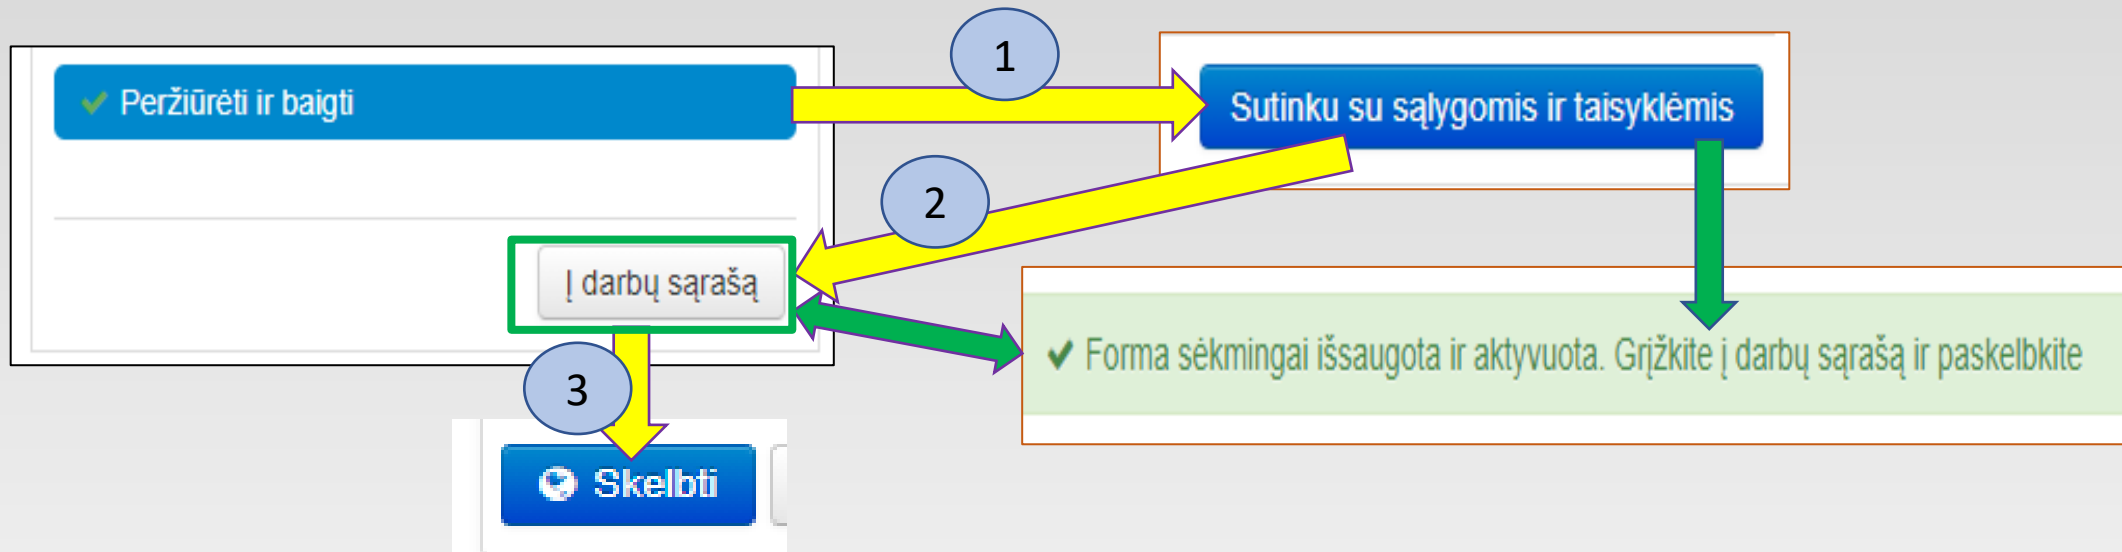 1
Peržiūrėti ir baigti
Sutinku su sąlygomis ir taisyklėmis
2
Į darbų sąrašą
Forma sėkmingai išsaugota ir aktyvuota. Grįžkite į darbų sąrašą ir paskelbkite
3
Skelbti